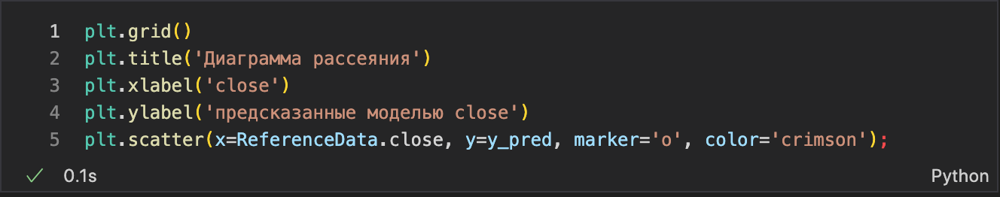 1 plt.grid()
2 plt.title('Диаграмма рассеяния')
3 plt.xlabel('close')
4 plt.ylabel('предсказанные моделью close')
5 plt.scatter(x=ReferenceData.close, y=y_pred, marker='o', color='crimson');
0.1s Python